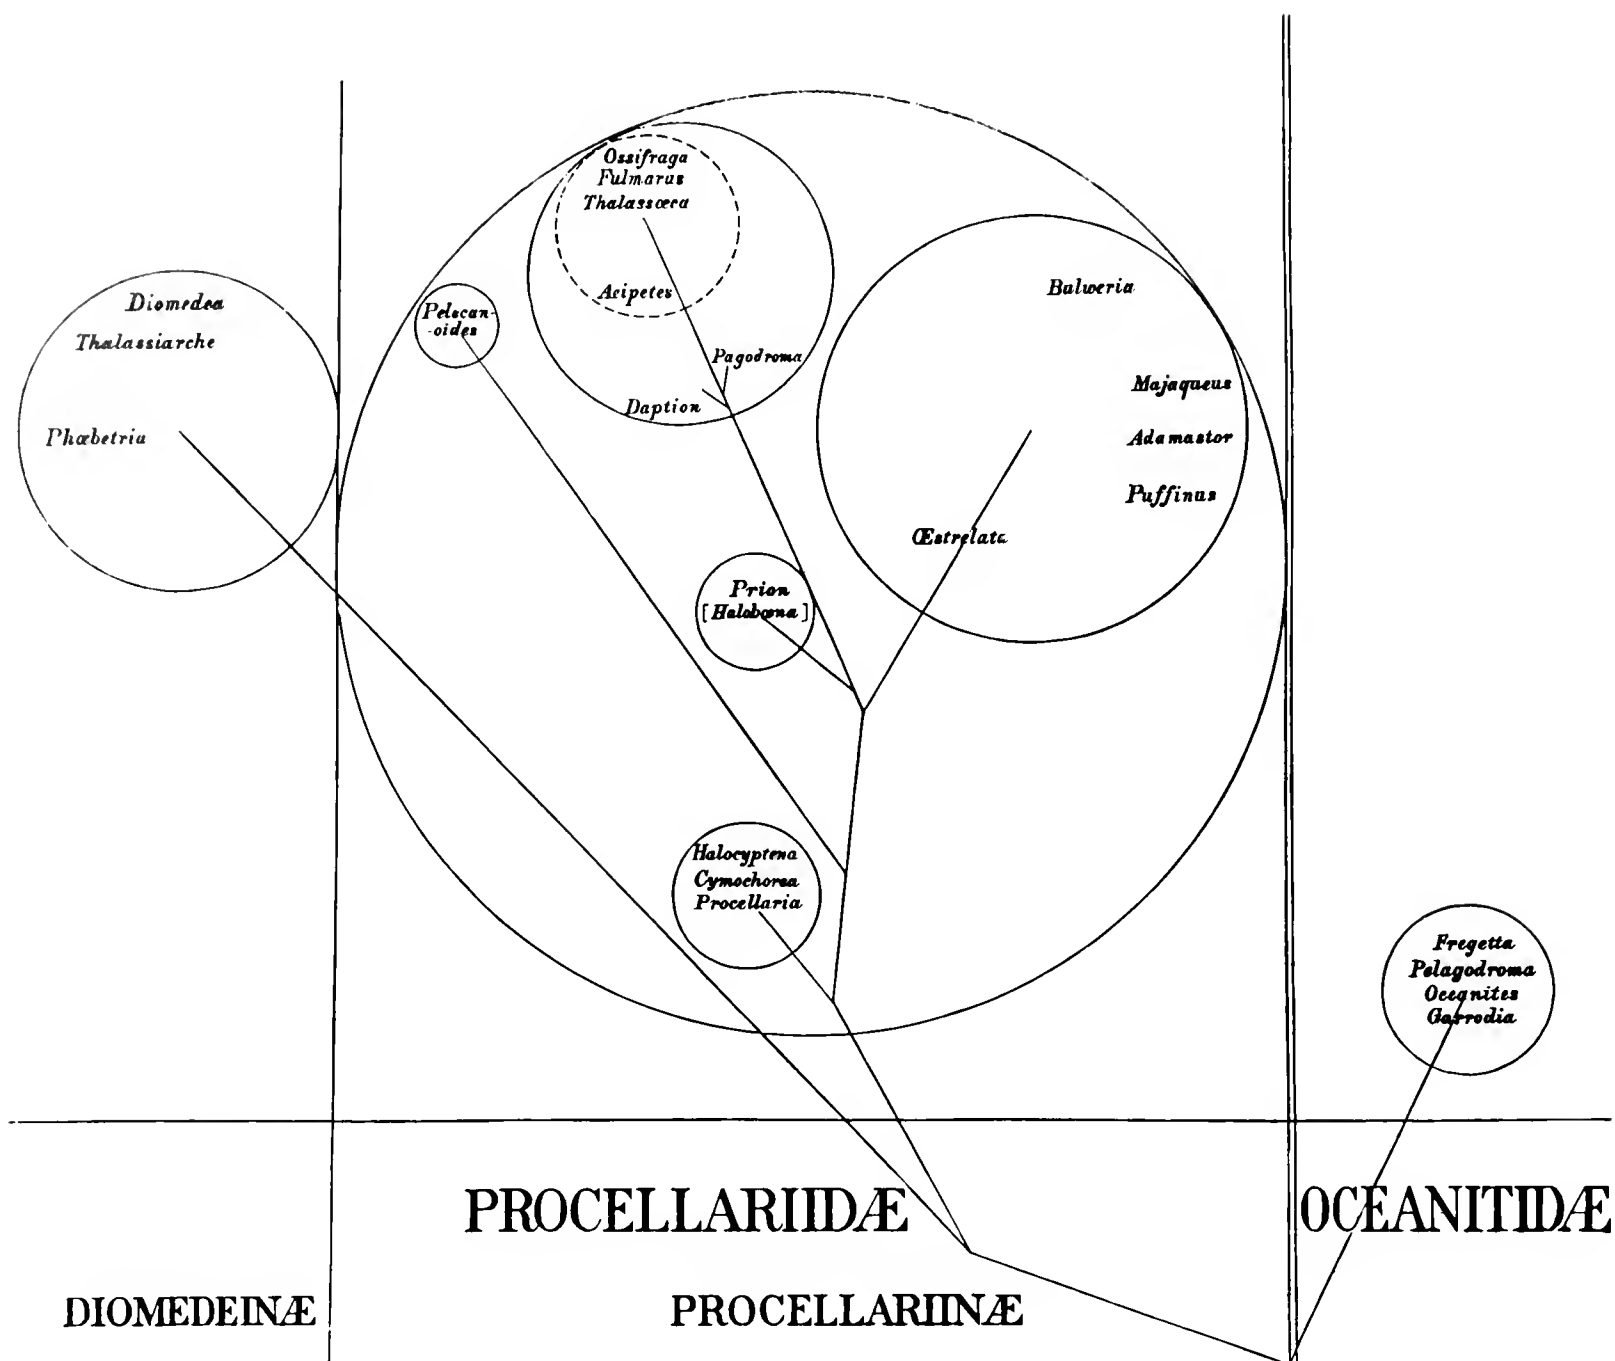 Ossifraga
Fulmarus
Thalassœca
Acipetes
Pagodroma
Daption
Pelecan-
-oides
Diomedea
Thalassiarche
Phœbetria
Bulweria
Majaqueus
Adamastor
Puffinus
Œstrelata
Prion
[Halobæna]
Halocyptena
Cymochorea
Procellaria
Fregetta
Pelagodroma
Oceanites
Garrodia
PROCELLARIIDÆ
OCEANITIDÆ
DIOMEDEINÆ
PROCELLARIINÆ